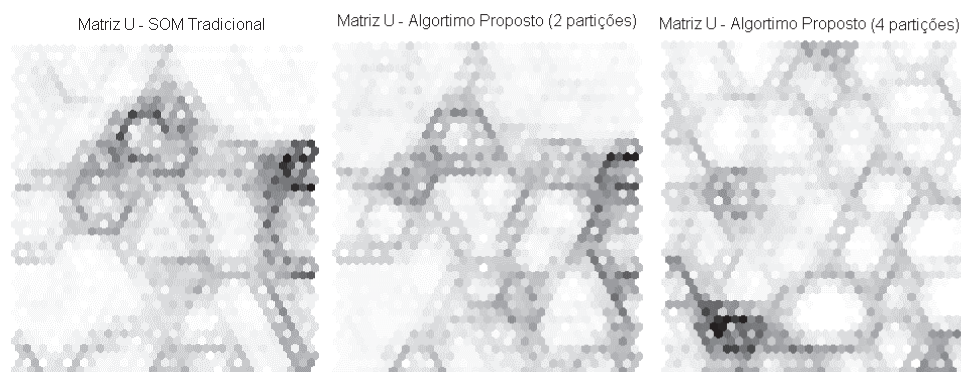 Matriz U - SOM Tradicional
Matriz U - Algortimo Proposto (2 partições)
Matriz U - Algortimo Proposto (4 partições)